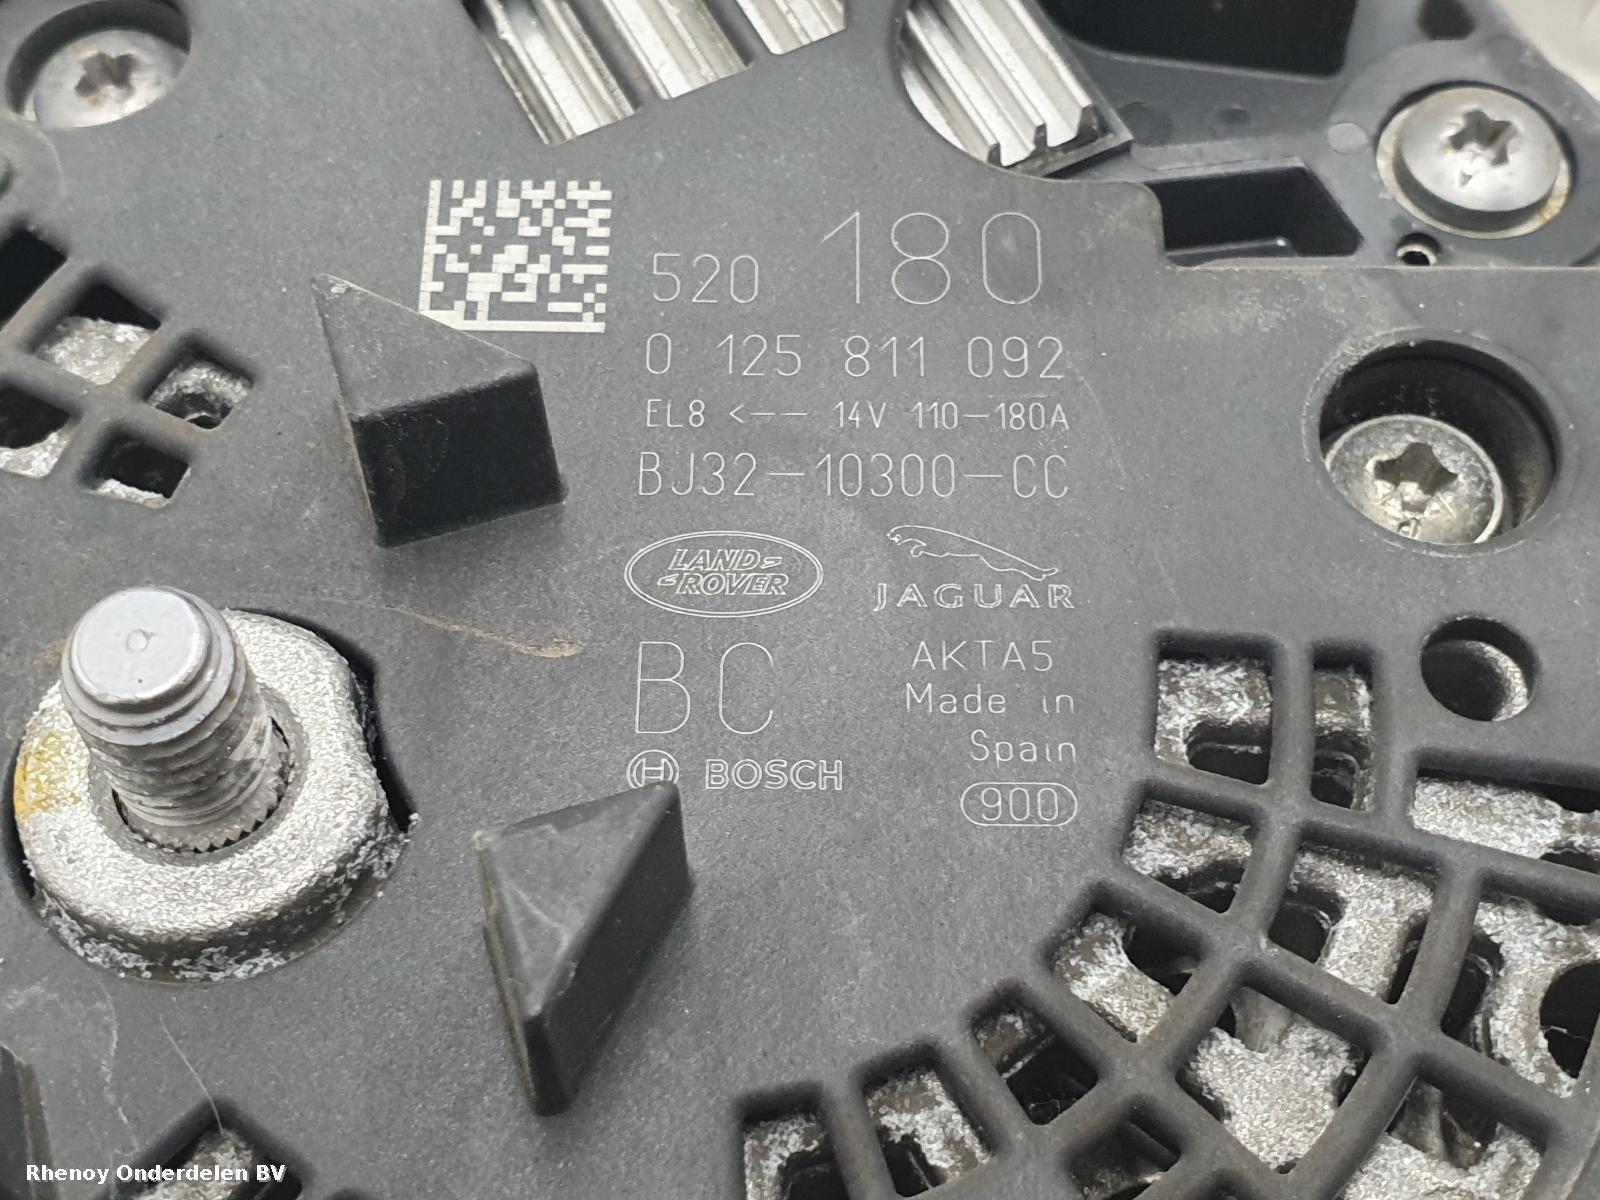 520 180
0 125 811 092
EL8 <-- 14V 110-180A
BJ32-10300-CC
LAND-
-ROVER
JAGUAR
BC
AKTA5
Made in
Spain
BOSCH
900
Rhenoy Onderdelen BV